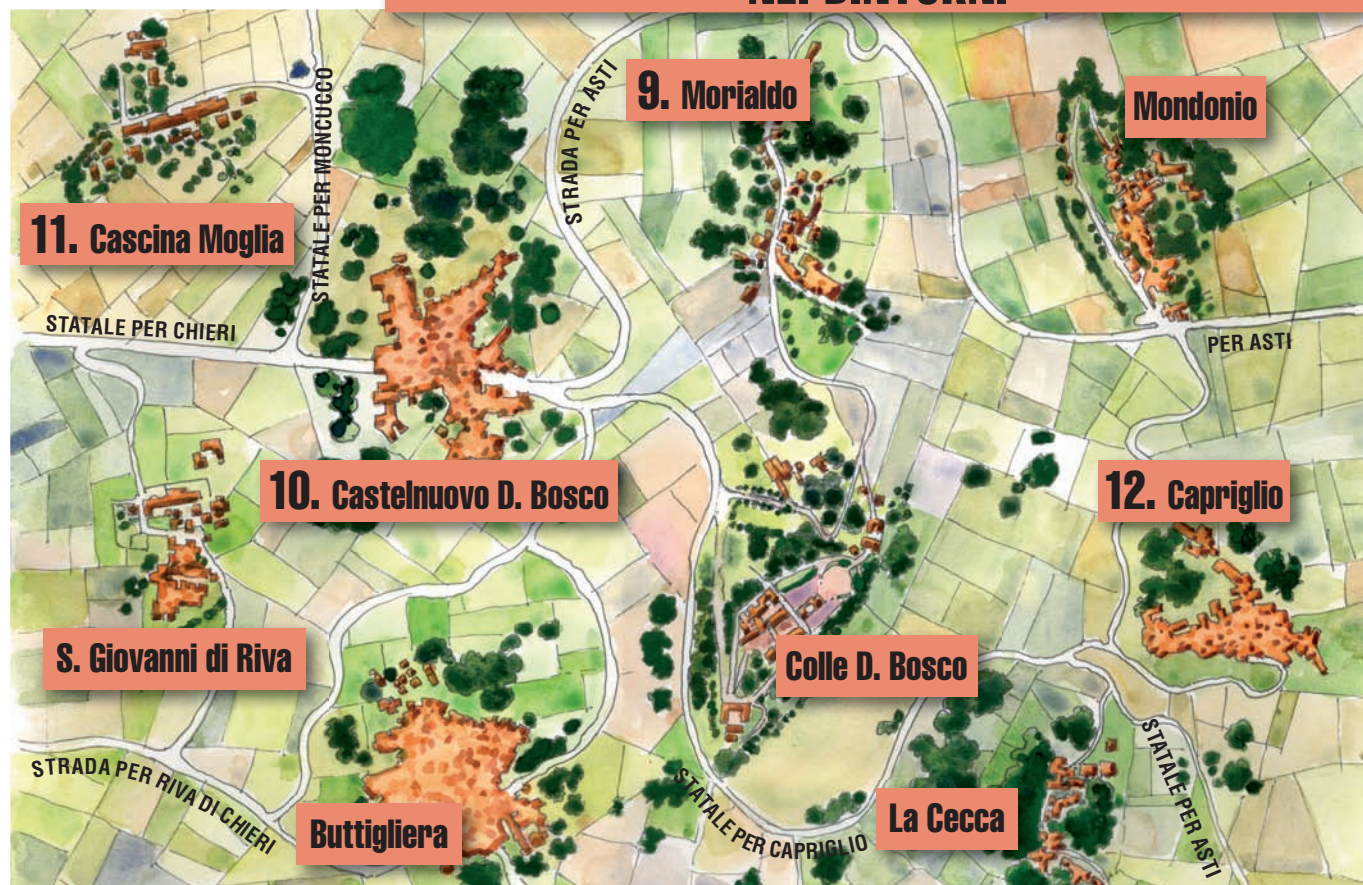 NEI DINTORNI
9. Morialdo
Mondonio
11. Cascina Moglia
STATALE PER MONCUCCO
STRADA PER ASTI
STATALE PER CHIERI
PER ASTI
10. Castelnuovo D. Bosco
12. Capriglio
S. Giovanni di Riva
Colle D. Bosco
STRADA PER RIVA DI CHIERI
Buttigliera
STATALE PER CAPRIGLIO
La Cecca
STATALE PER ASTI